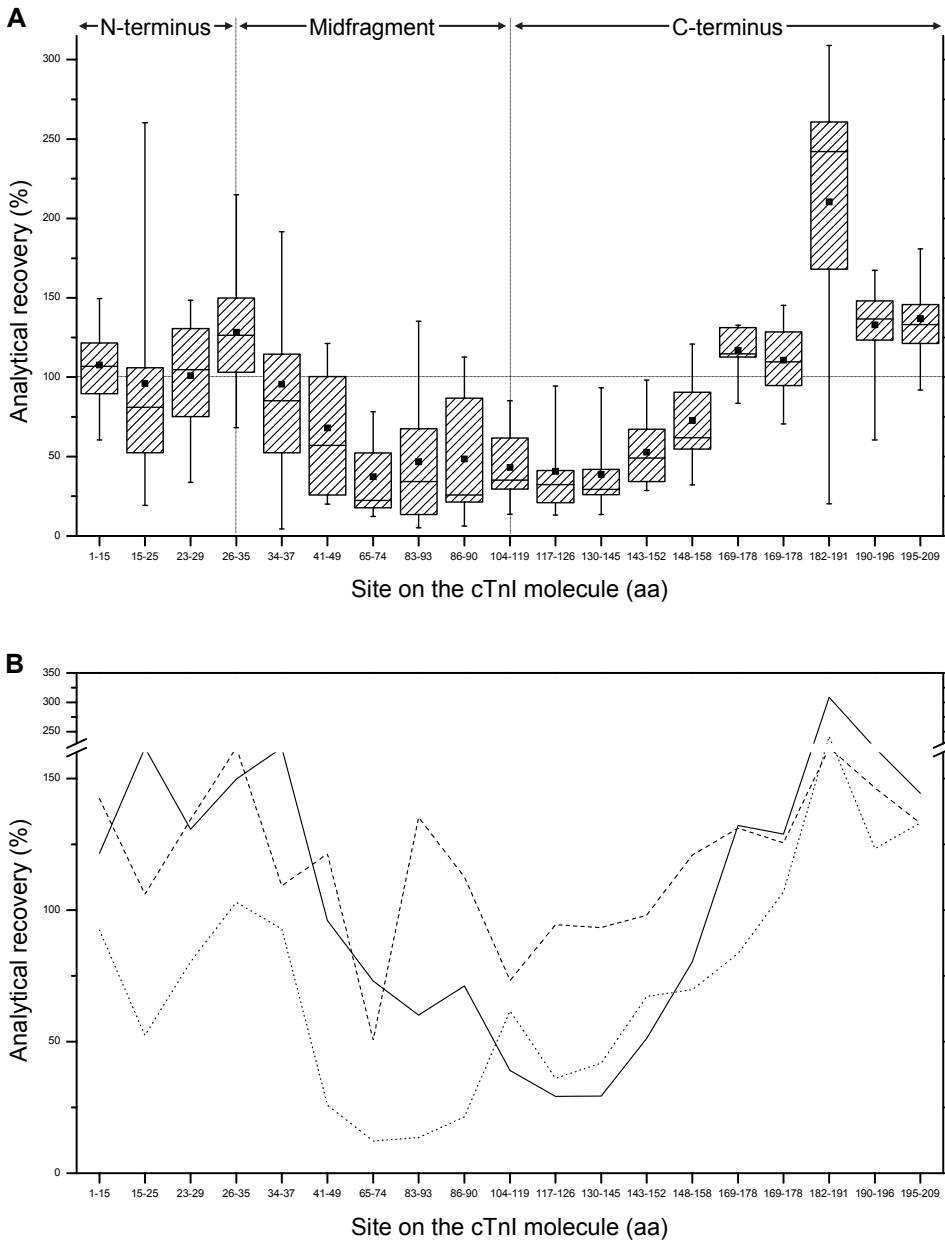 A
N-terminus Midfragment C-terminus
300
250
200
150
100
50
0
Analytical recovery (%)
1-15 15-25 23-29 26-35 34-37 41-49 65-74 83-93 86-90 104-119 117-126 130-145 143-152 148-158 169-178 169-178 182-191 190-196 195-209
Site on the cTnI molecule (aa)
B
350
300
250
150
100
50
0
Analytical recovery (%)
1-15 15-25 23-29 26-35 34-37 41-49 65-74 83-93 86-90 104-119 117-126 130-145 143-152 148-158 169-178 169-178 182-191 190-196 195-209
Site on the cTnI molecule (aa)